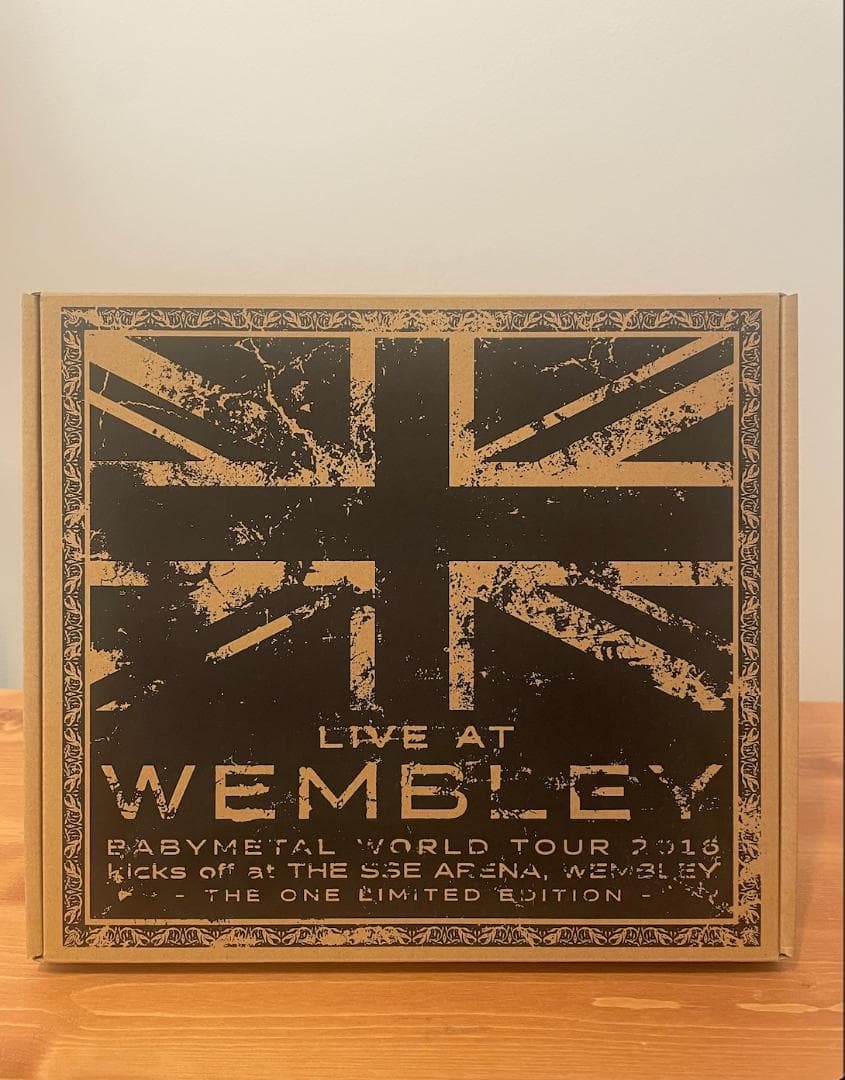 LIVE AT
WEMBLEY
BABYMETAL WORLD TOUR 2016
kicks off at THE SSE ARENA, WEMBLEY
- THE ONE LIMITED EDITION -